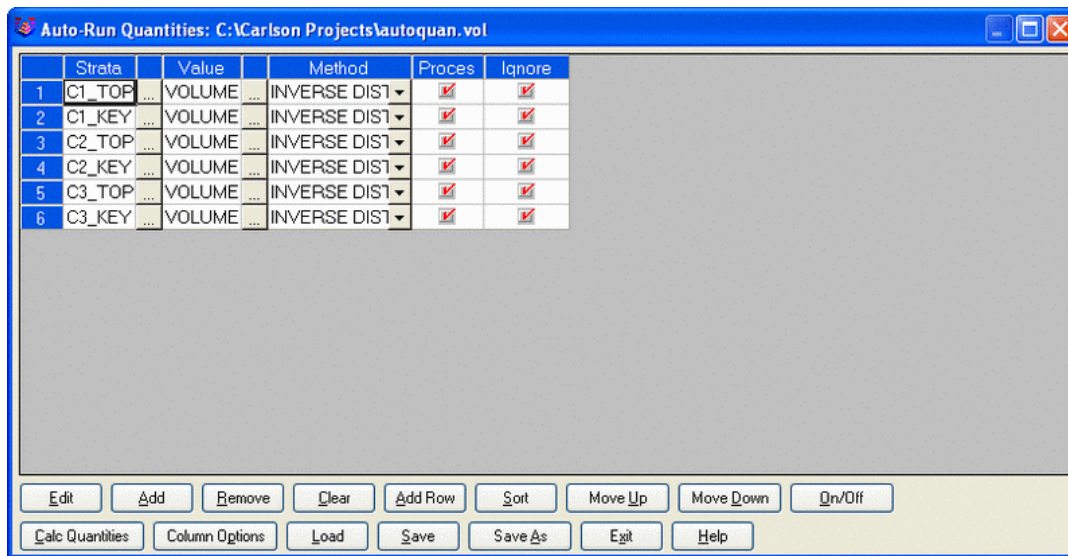 Auto-Run Quantities: C:\Carlson Projects\autoquan.vol
Strata Value Method Proces Ignore
1 C1_TOP ... VOLUME ... INVERSE DIST
2 C1_KEY ... VOLUME ... INVERSE DIST
3 C2_TOP ... VOLUME ... INVERSE DIST
4 C2_KEY ... VOLUME ... INVERSE DIST
5 C3_TOP ... VOLUME ... INVERSE DIST
6 C3_KEY ... VOLUME ... INVERSE DIST
Edit Add Remove Clear Add Row Sort Move Up Move Down On/Off
Calc Quantities Column Options Load Save Save As Exit Help